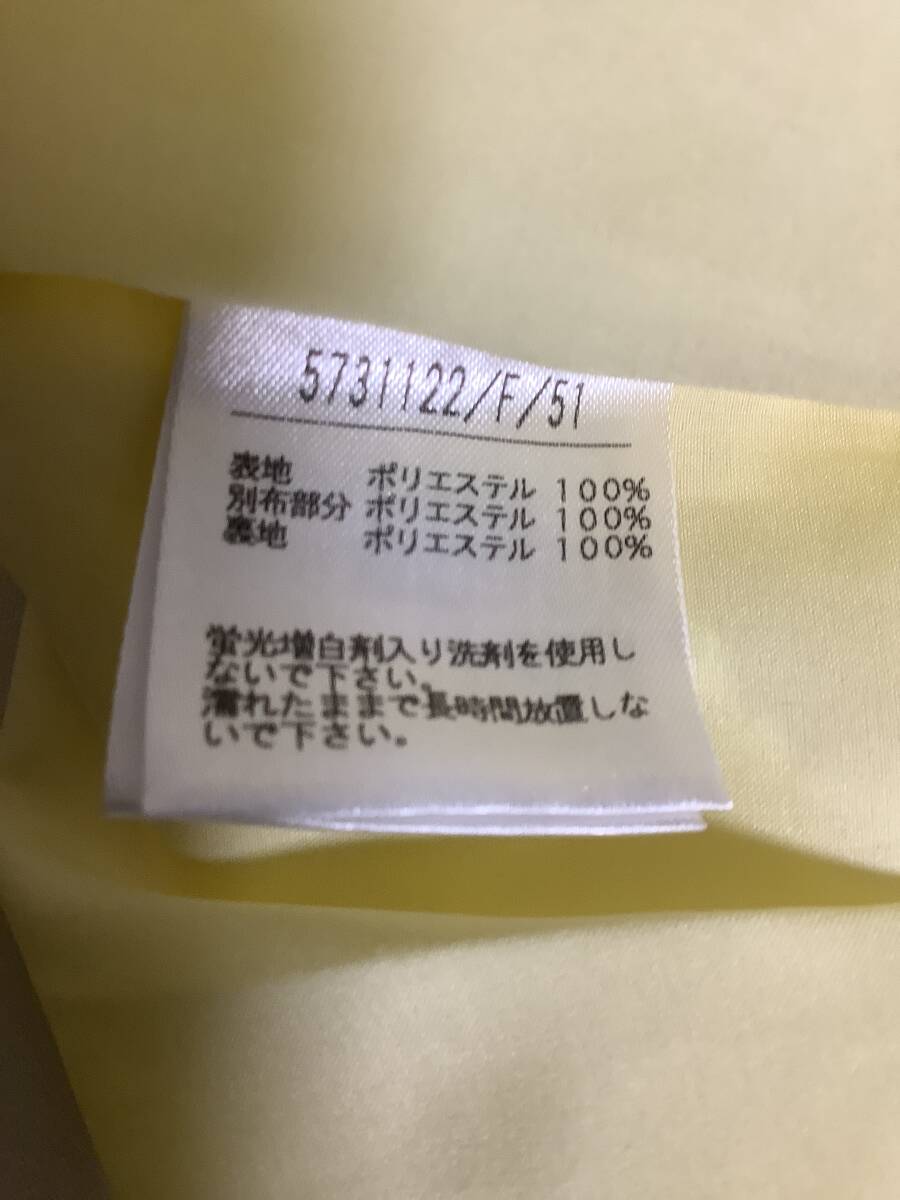 5731122/F/51
表地 ポリエステル 100%
別布部分 ポリエステル 100%
裏地 ポリエステル 100%
蛍光増白剤入り洗剤を使用し
ないで下さい。
濡れたままで長時間放置しな
いで下さい。